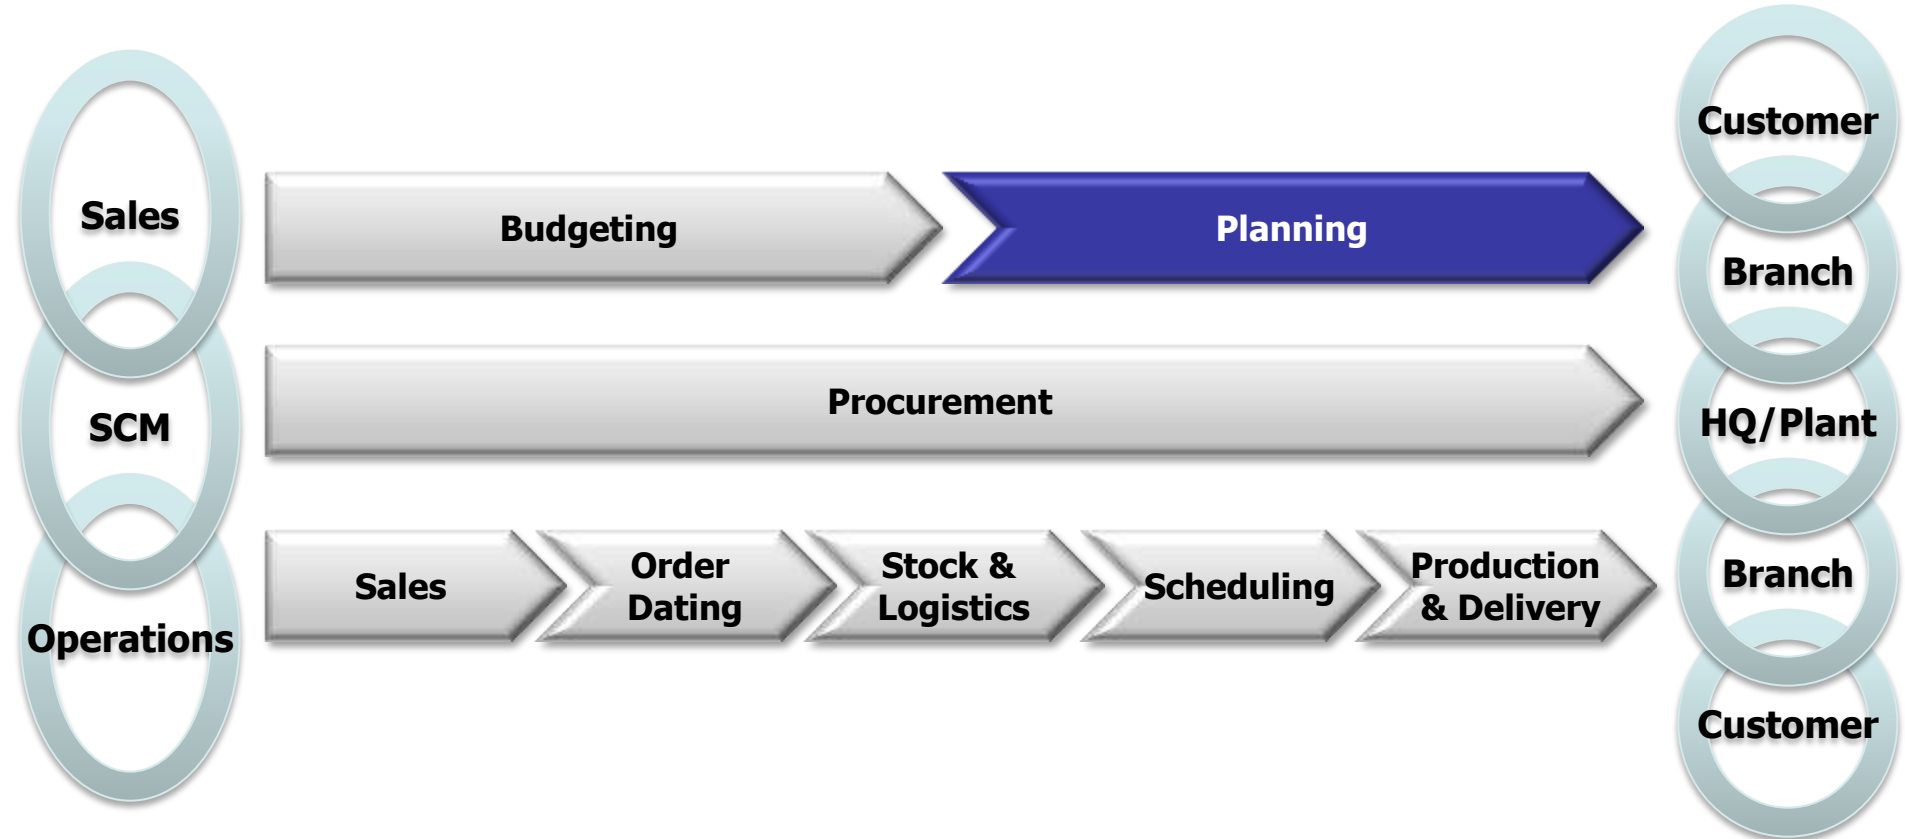 Sales
SCM
Operations
Budgeting
Planning
Procurement
Sales
Order
Dating
Stock &
Logistics
Scheduling
Production
& Delivery
Customer
Branch
HQ/Plant
Branch
Customer